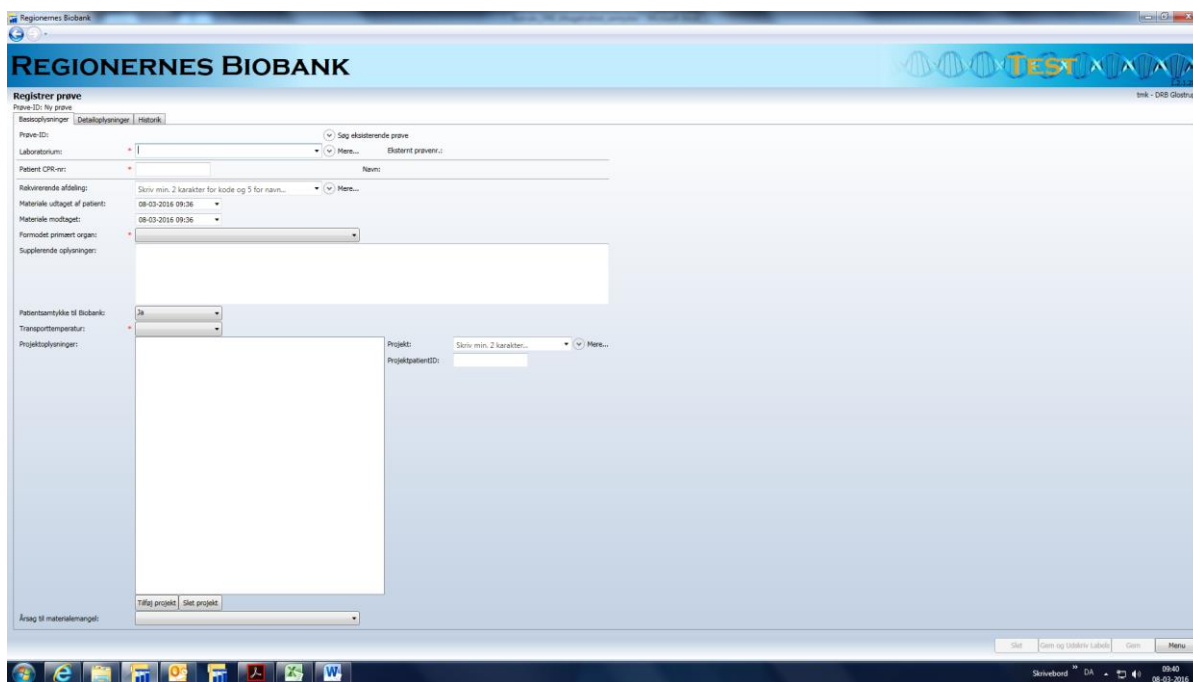 Regionernes Biobank
REGIONERNES BIOBANK
TEST
Registrer prøve
tmk - DRB Glostrup
Prøve-ID: Ny prøve
Basisoplysninger Detailoplysninger Historik
Prøve-ID: Søg eksisterende prøve
Laboratorium: * Mere... Eksternt prøvenr.:
Patient CPR-nr: * Navn:
Rekvirerende afdeling: Skriv min. 2 karakter for kode og 5 for navn... Mere...
Materiale udtaget af patient: 08-03-2016 09:36
Materiale modtaget: 08-03-2016 09:36
Formodet primært organ: *
Supplerende oplysninger:
Patientsamtykke til Biobank: Ja
Transporttemperatur: *
Projektoplysninger: Projekt: Skriv min. 2 karakter... Mere...
ProjektpatientID:
Tilføj projekt Slet projekt
Årsag til materialemangel:
Slet Gem og Udskriv Labels Gem Menu
Skrivebord DA 09:40
08-03-2016